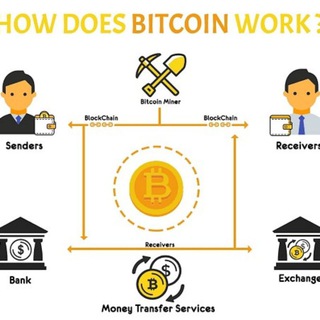 HOW DOES BITCOIN WORK ?
Bitcoin Miner
BlockChain
BlockChain
Senders
Receivers
Receivers
Bank
Exchange
Money Transfer Services